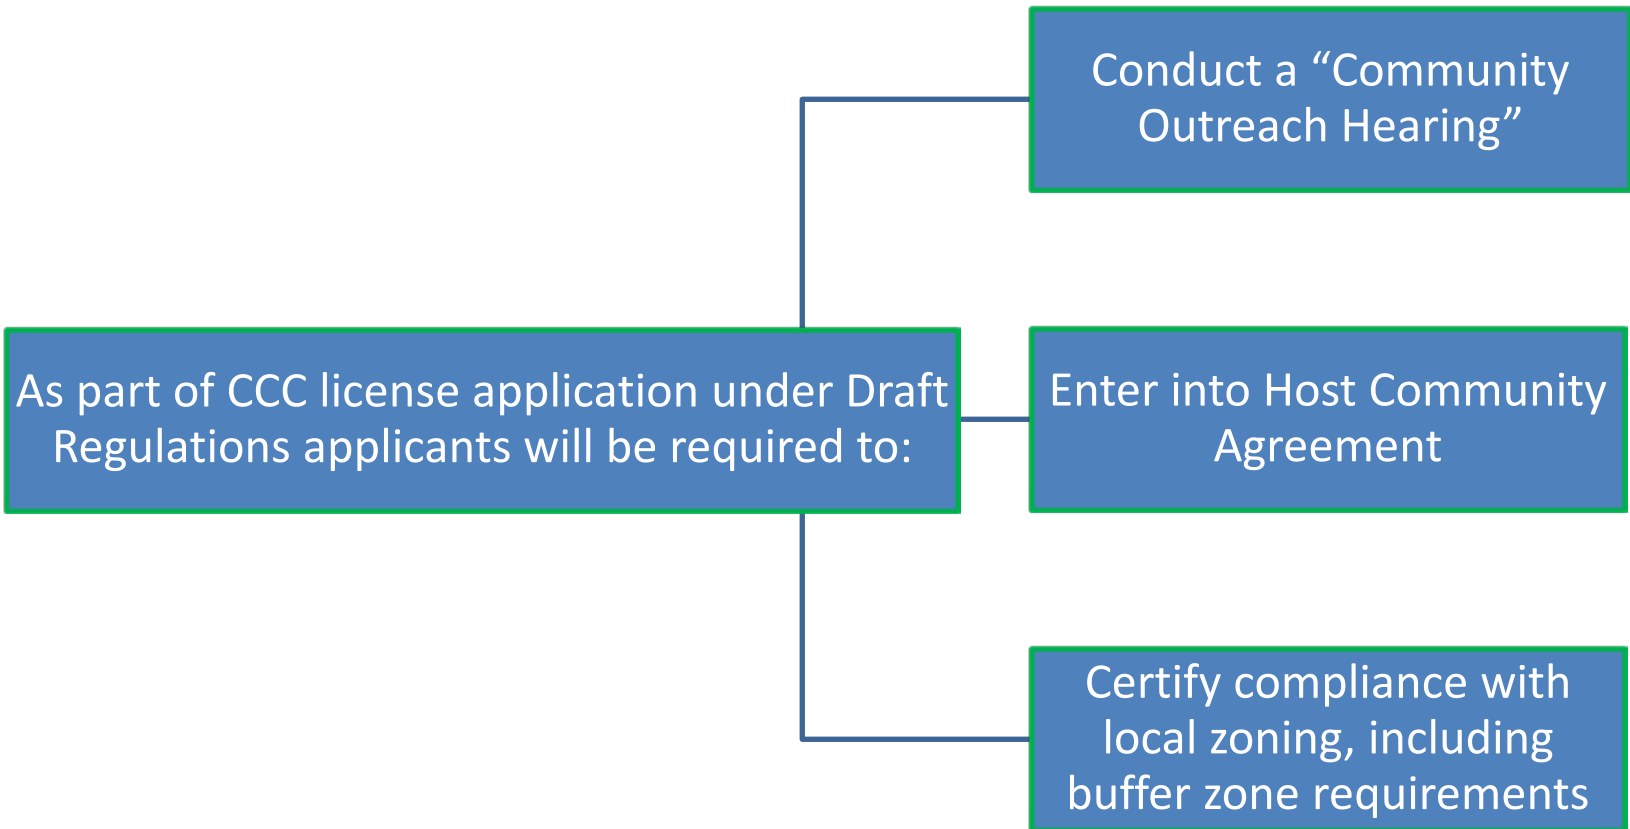 Conduct a “Community
Outreach Hearing”
As part of CCC license application under Draft
Regulations applicants will be required to:
Enter into Host Community
Agreement
Certify compliance with
local zoning, including
buffer zone requirements